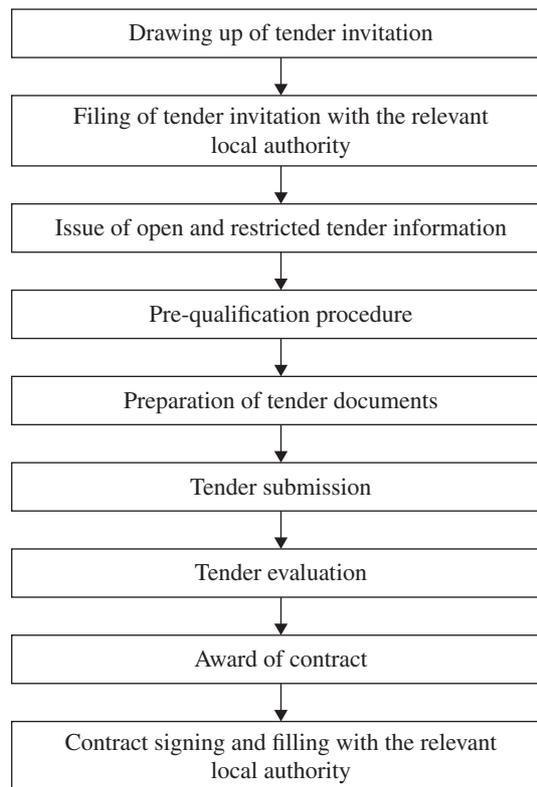 Drawing up of tender invitation
Filing of tender invitation with the relevant
local authority
Issue of open and restricted tender information
Pre-qualification procedure
Preparation of tender documents
Tender submission
Tender evaluation
Award of contract
Contract signing and filling with the relevant
local authority